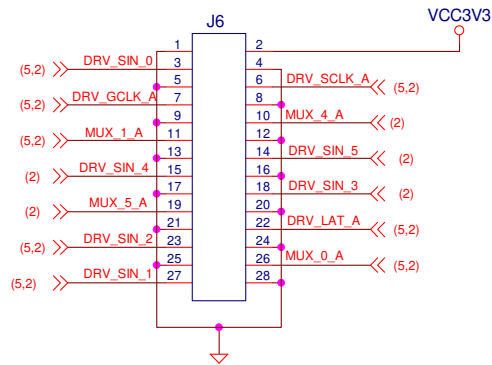 J6
VCC3V3
1 2
(5,2) DRV_SIN_0 3 4
5 6 DRV_SCLK_A (5,2)
(5,2) DRV_GCLK_A 7 8
9 10 MUX_4_A (2)
(5,2) MUX_1_A 11 12
13 14 DRV_SIN_5 (2)
(2) DRV_SIN_4 15 16
17 18 DRV_SIN_3 (2)
(2) MUX_5_A 19 20
21 22 DRV_LAT_A (5,2)
(5,2) DRV_SIN_2 23 24
25 26 MUX_0_A (5,2)
(5,2) DRV_SIN_1 27 28